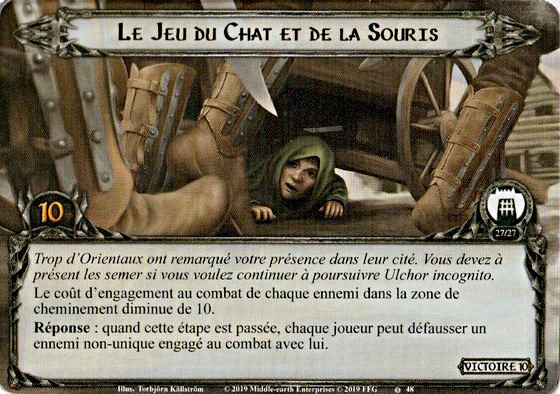 Le Jeu du Chat et de la Souris
10
27/27
Trop d'Orientaux ont remarqué votre présence dans leur cité. Vous devez à
présent les semer si vous voulez continuer à poursuivre Ulchor incognito.
Le coût d'engagement au combat de chaque ennemi dans la zone de
cheminement diminue de 10.
Réponse : quand cette étape est passée, chaque joueur peut défausser un
ennemi non-unique engagé au combat avec lui.
Victoire 10
Illus. Torbjörn Källström © 2019 Middle-earth Enterprises © 2019 FFG 48